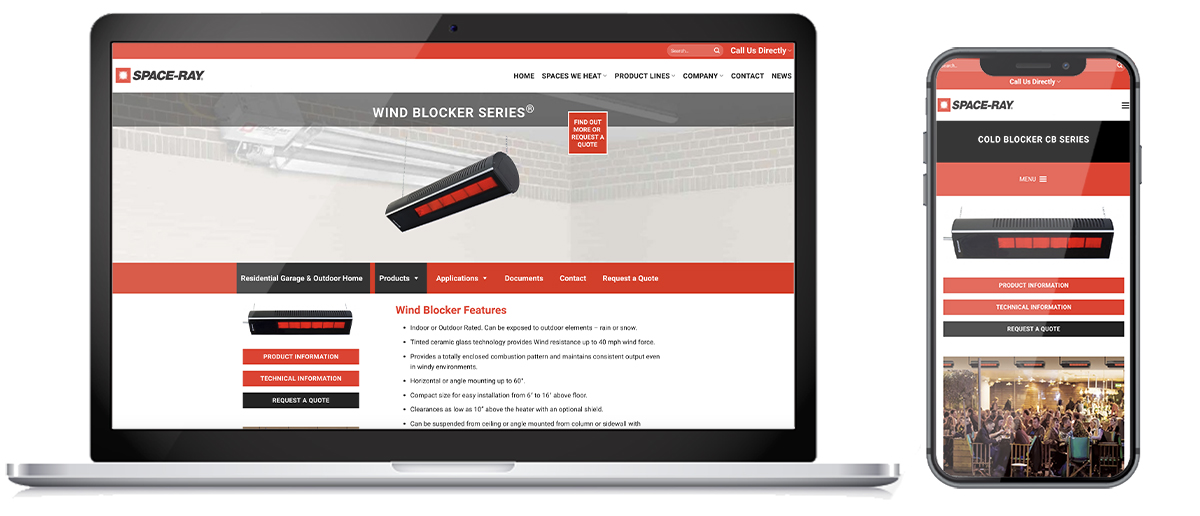 Search...
Call Us Directly
SPACE-RAY
HOME SPACES WE HEAT PRODUCT LINES COMPANY CONTACT NEWS
WIND BLOCKER SERIES®
FIND OUT
MORE OR
REQUEST A
QUOTE
Residential Garage & Outdoor Home Products Applications Documents Contact Request a Quote
PRODUCT INFORMATION
TECHNICAL INFORMATION
REQUEST A QUOTE
Wind Blocker Features
• Indoor or Outdoor Rated. Can be exposed to outdoor elements – rain or snow.
• Tinted ceramic glass technology provides Wind resistance up to 40 mph wind force.
• Provides a totally enclosed combustion pattern and maintains consistent output even
in windy environments.
• Horizontal or angle mounting up to 60°.
• Compact size for easy installation from 6" to 16" above floor.
• Clearances as low as 10" above the heater with an optional shield.
• Can be suspended from ceiling or angle mounted from column or sidewall with
Call Us Directly
SPACE-RAY
COLD BLOCKER CB SERIES
MENU
PRODUCT INFORMATION
TECHNICAL INFORMATION
REQUEST A QUOTE